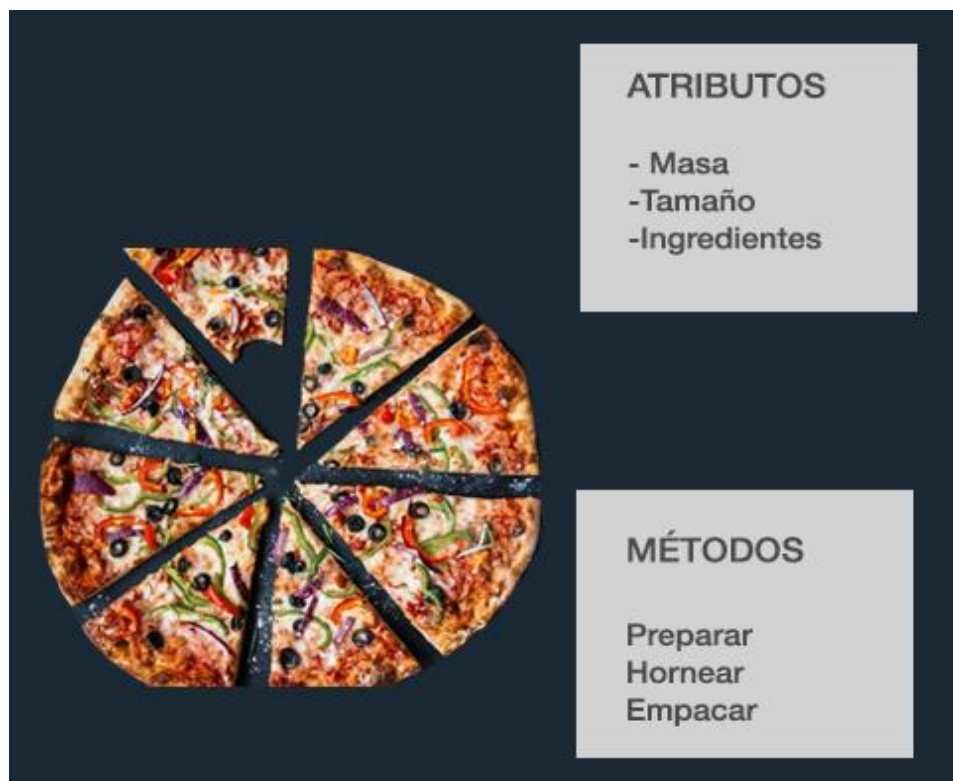 ATRIBUTOS
- Masa
-Tamaño
-Ingredientes
MÉTODOS
Preparar
Hornear
Empacar